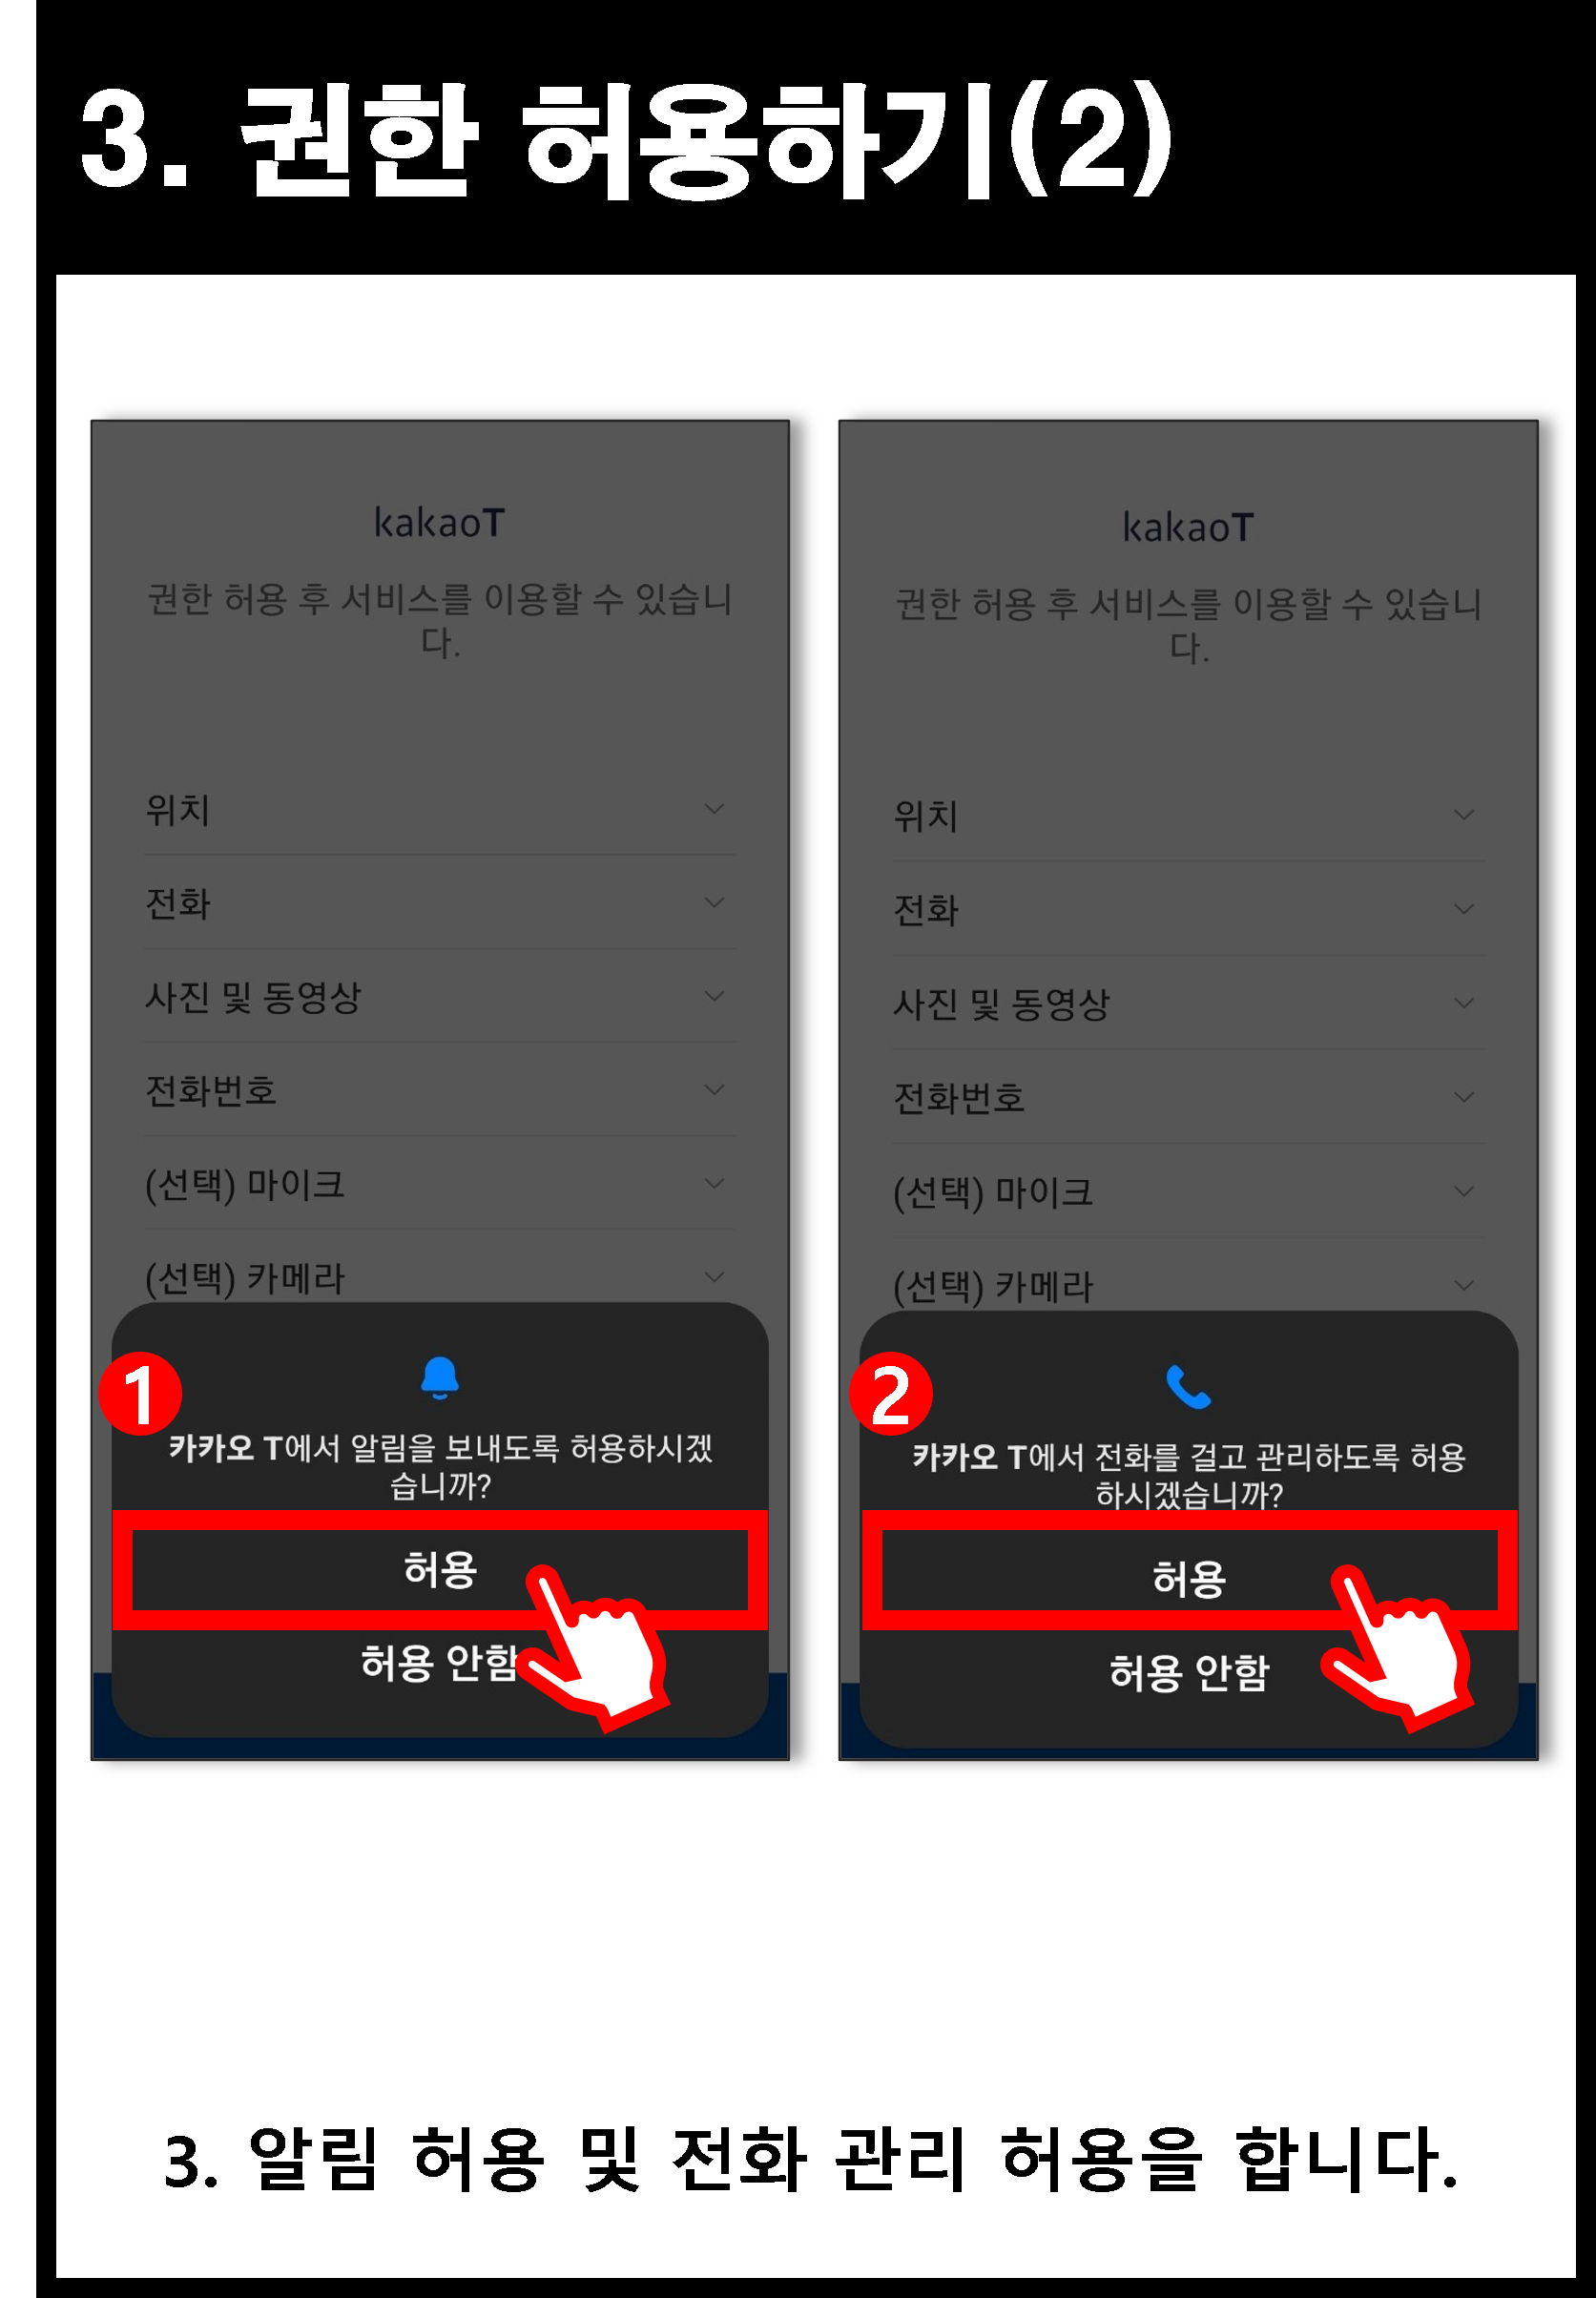 3. 권한 허용하기(2)
kakaoT
권한 허용 후 서비스를 이용할 수 있습니
다.
위치
전화
사진 및 동영상
전화번호
(선택) 마이크
(선택) 카메라
1
카카오 T에서 알림을 보내도록 허용하시겠
습니까?
허용
허용 안함
kakaoT
권한 허용 후 서비스를 이용할 수 있습니
다.
위치
전화
사진 및 동영상
전화번호
(선택) 마이크
(선택) 카메라
2
카카오 T에서 전화를 걸고 관리하도록 허용
하시겠습니까?
허용
허용 안함
3. 알림 허용 및 전화 관리 허용을 합니다.